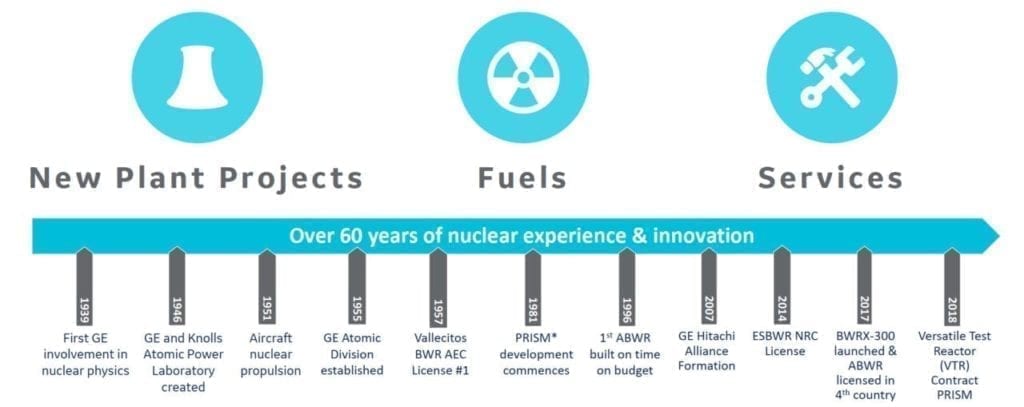 New Plant Projects
Fuels
Services
Over 60 years of nuclear experience & innovation
1939
First GE
involvement in
nuclear physics
1946
GE and Knolls
Atomic Power
Laboratory
created
1951
Aircraft
nuclear
propulsion
1955
GE Atomic
Division
established
1957
Vallecitos
BWR AEC
License #1
1981
PRISM*
development
commences
1996
1st ABWR
built on time
on budget
2007
GE Hitachi
Alliance
Formation
2014
ESBWR NRC
License
2017
BWRX-300
launched &
ABWR
licensed in
4th country
2018
Versatile Test
Reactor
(VTR)
Contract
PRISM